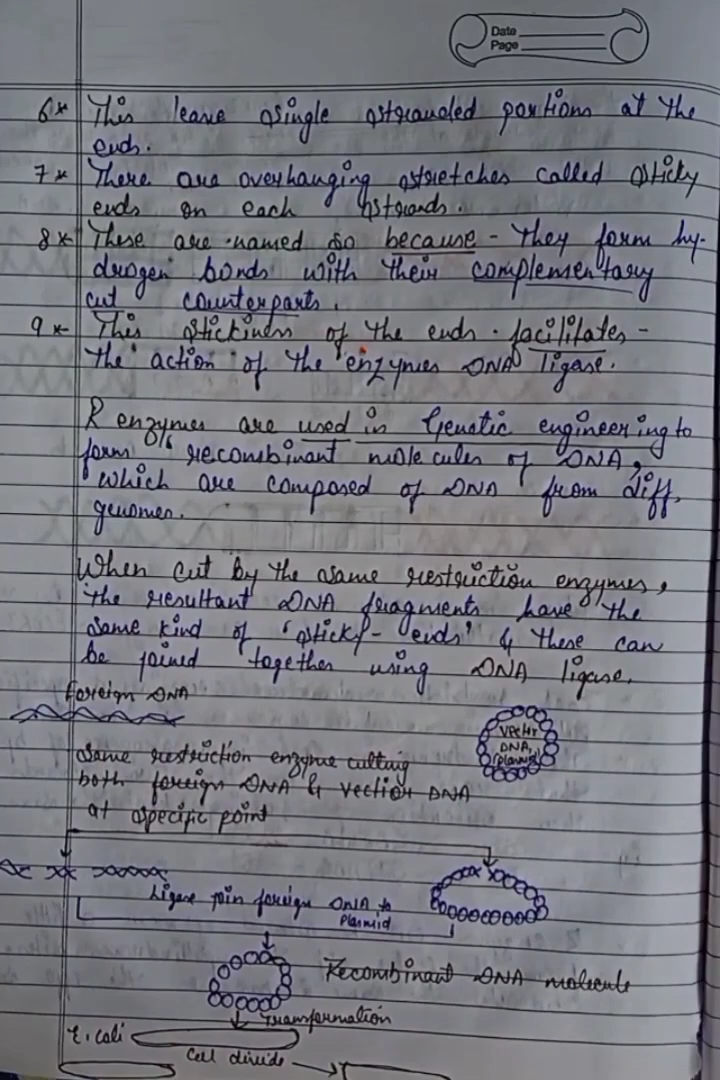 Date
Page
6* This leave single stranded portions at the
ends.
7* There are overhanging stretches called sticky
ends on each strands.
8* These are named so because - They form hy-
drogen bonds with their complementary
cut counterparts.
9* This stickiness of the ends facilitates -
the action of the enzymes DNA ligase.
R enzymes are used in Genetic engineering to
form recombinant molecules of DNA,
which are composed of DNA from diff.
genomes.
When cut by the same restriction enzymes,
the resultant DNA fragments have the
same kind of 'sticky-ends' & these can
be joined together using DNA ligase.
foreign DNA
Vector
DNA,
(plasmid)
Same restriction enzyme cutting
both foreign DNA & vector DNA
at specific point
Ligase join foreign DNA to
Plasmid
Recombinant DNA molecule
Transformation
E. coli
Cell divide